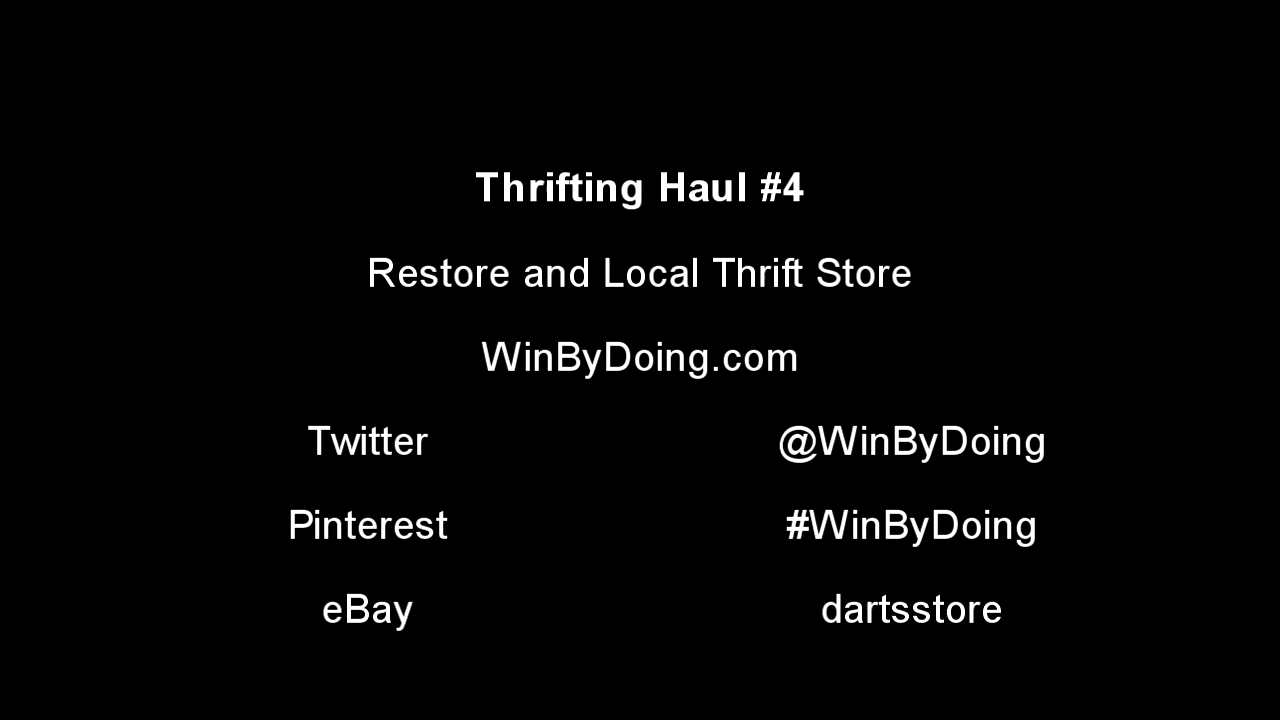 Thrifting Haul #4
Restore and Local Thrift Store
WinByDoing.com
Twitter @WinByDoing
Pinterest #WinByDoing
eBay dartsstore